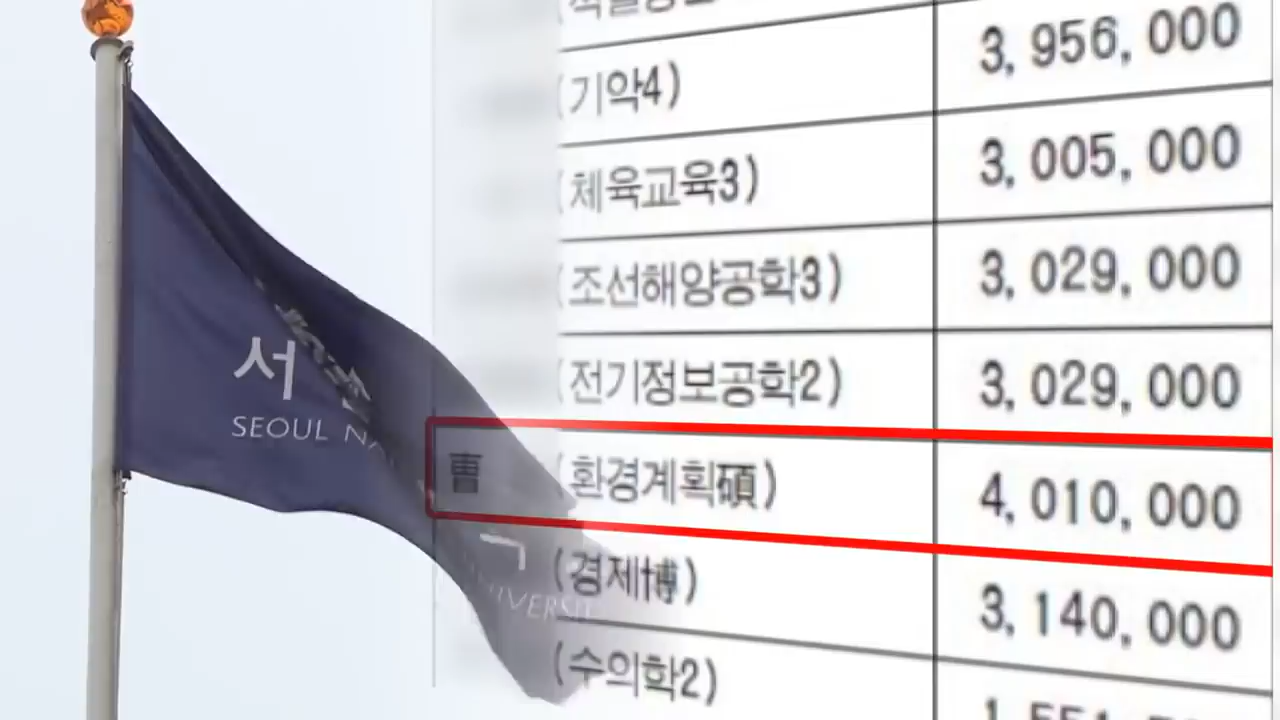 서
SEOUL
(기악4) 3,956,000
(체육교육3) 3,005,000
(조선해양공학3) 3,029,000
(전기정보공학2) 3,029,000
曺 (환경계획碩) 4,010,000
(경제博) 3,140,000
(수의학2)